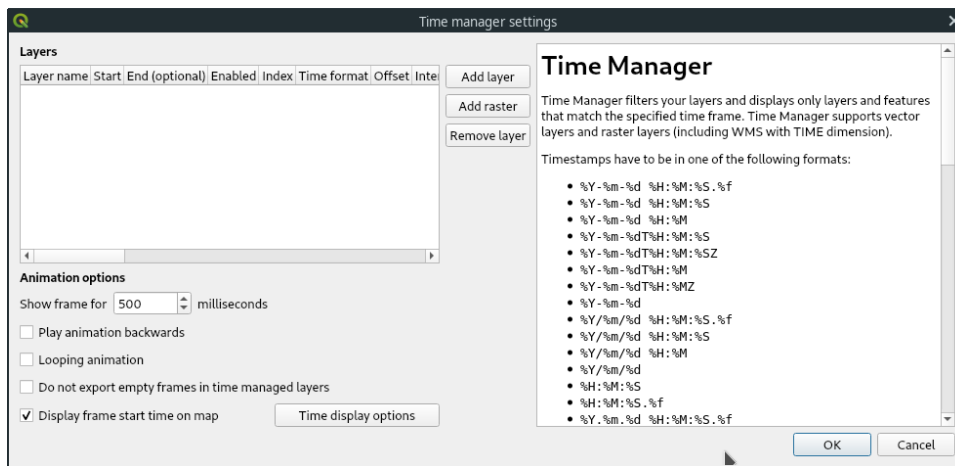 Time manager settings
Layers
Layer name Start End (optional) Enabled Index Time format Offset Inte
Add layer
Add raster
Remove layer
Animation options
Show frame for 500 milliseconds
Play animation backwards
Looping animation
Do not export empty frames in time managed layers
Display frame start time on map
Time display options
Time Manager
Time Manager filters your layers and displays only layers and features
that match the specified time frame. Time Manager supports vector
layers and raster layers (including WMS with TIME dimension).
Timestamps have to be in one of the following formats:
• %Y-%m-%d %H:%M:%S.%f
• %Y-%m-%d %H:%M:%S
• %Y-%m-%d %H:%M
• %Y-%m-%dT%H:%M:%S
• %Y-%m-%dT%H:%M:%SZ
• %Y-%m-%dT%H:%M
• %Y-%m-%dT%H:%MZ
• %Y-%m-%d
• %Y/%m/%d %H:%M:%S.%f
• %Y/%m/%d %H:%M:%S
• %Y/%m/%d %H:%M
• %Y/%m/%d
• %H:%M:%S
• %H:%M:%S.%f
• %Y.%m.%d %H:%M:%S.%f
OK
Cancel